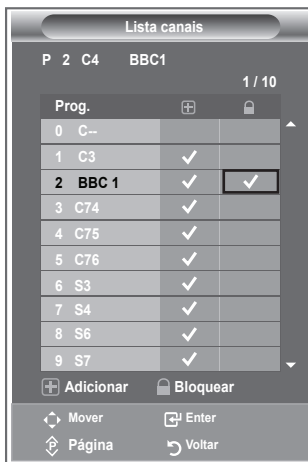 Lista canais
P 2 C4 BBC1
1 / 10
Prog.
0 C--
1 C3
2 BBC 1
3 C74
4 C75
5 C76
6 S3
7 S4
8 S6
9 S7
Adicionar Bloquear
Mover Enter
Página Voltar